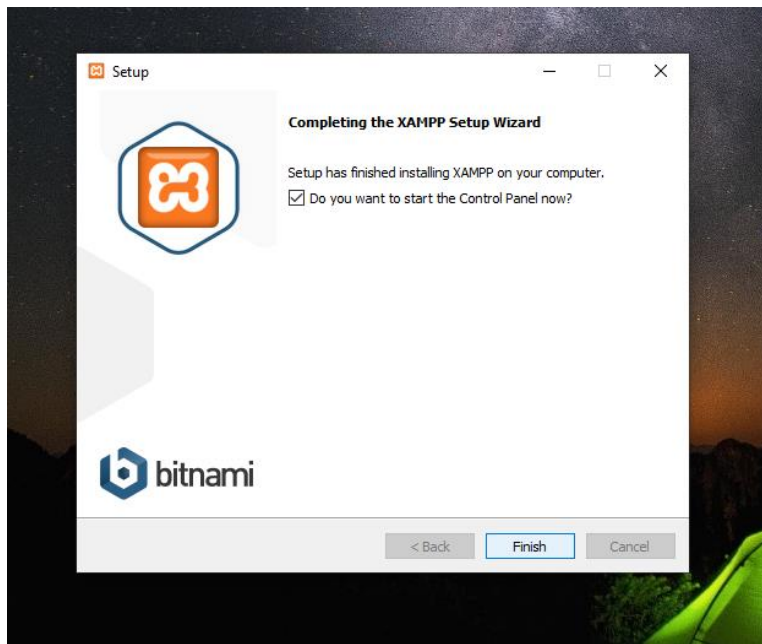 Setup
Completing the XAMPP Setup Wizard
Setup has finished installing XAMPP on your computer.
Do you want to start the Control Panel now?
bitnami
< Back
Finish
Cancel